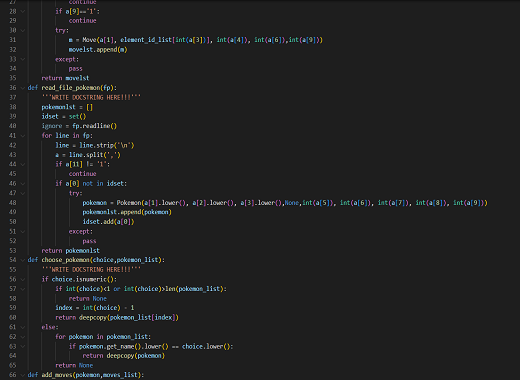 27 continue
28 if a[9]=='1':
29 continue
30 try:
31 m = Move(a[1], element_id_list[int(a[3])], int(a[4]), int(a[6]),int(a[9]))
32 movelst.append(m)
33 except:
34 pass
35 return movelst
36 def read_file_pokemon(fp):
37 '''WRITE DOCSTRING HERE!!!'''
38 pokemonlst = []
39 idset = set()
40 ignore = fp.readline()
41 for line in fp:
42 line = line.strip('\n')
43 a = line.split(',')
44 if a[11] != '1':
45 continue
46 if a[0] not in idset:
47 try:
48 pokemon = Pokemon(a[1].lower(), a[2].lower(), a[3].lower(),None,int(a[5]), int(a[6]), int(a[7]), int(a[8]), int(a[9]))
49 pokemonlst.append(pokemon)
50 idset.add(a[0])
51 except:
52 pass
53 return pokemonlst
54 def choose_pokemon(choice,pokemon_list):
55 '''WRITE DOCSTRING HERE!!!'''
56 if choice.isnumeric():
57 if int(choice)<1 or int(choice)>len(pokemon_list):
58 return None
59 index = int(choice) - 1
60 return deepcopy(pokemon_list[index])
61 else:
62 for pokemon in pokemon_list:
63 if pokemon.get_name().lower() == choice.lower():
64 return deepcopy(pokemon)
65 return None
66 def add_moves(pokemon,moves_list):